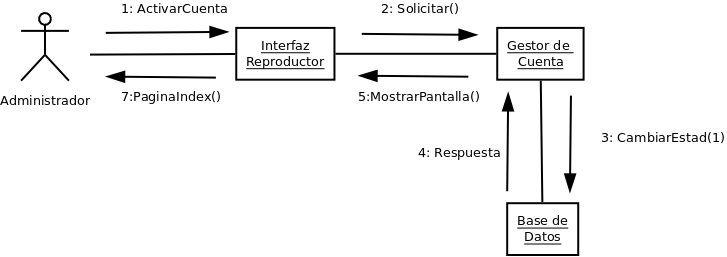 1: ActivarCuenta
2: Solicitar()
Interfaz
Reproductor
Gestor de
Cuenta
Administrador
7:PaginaIndex()
5:MostrarPantalla()
3: CambiarEstad(1)
4: Respuesta
Base de
Datos